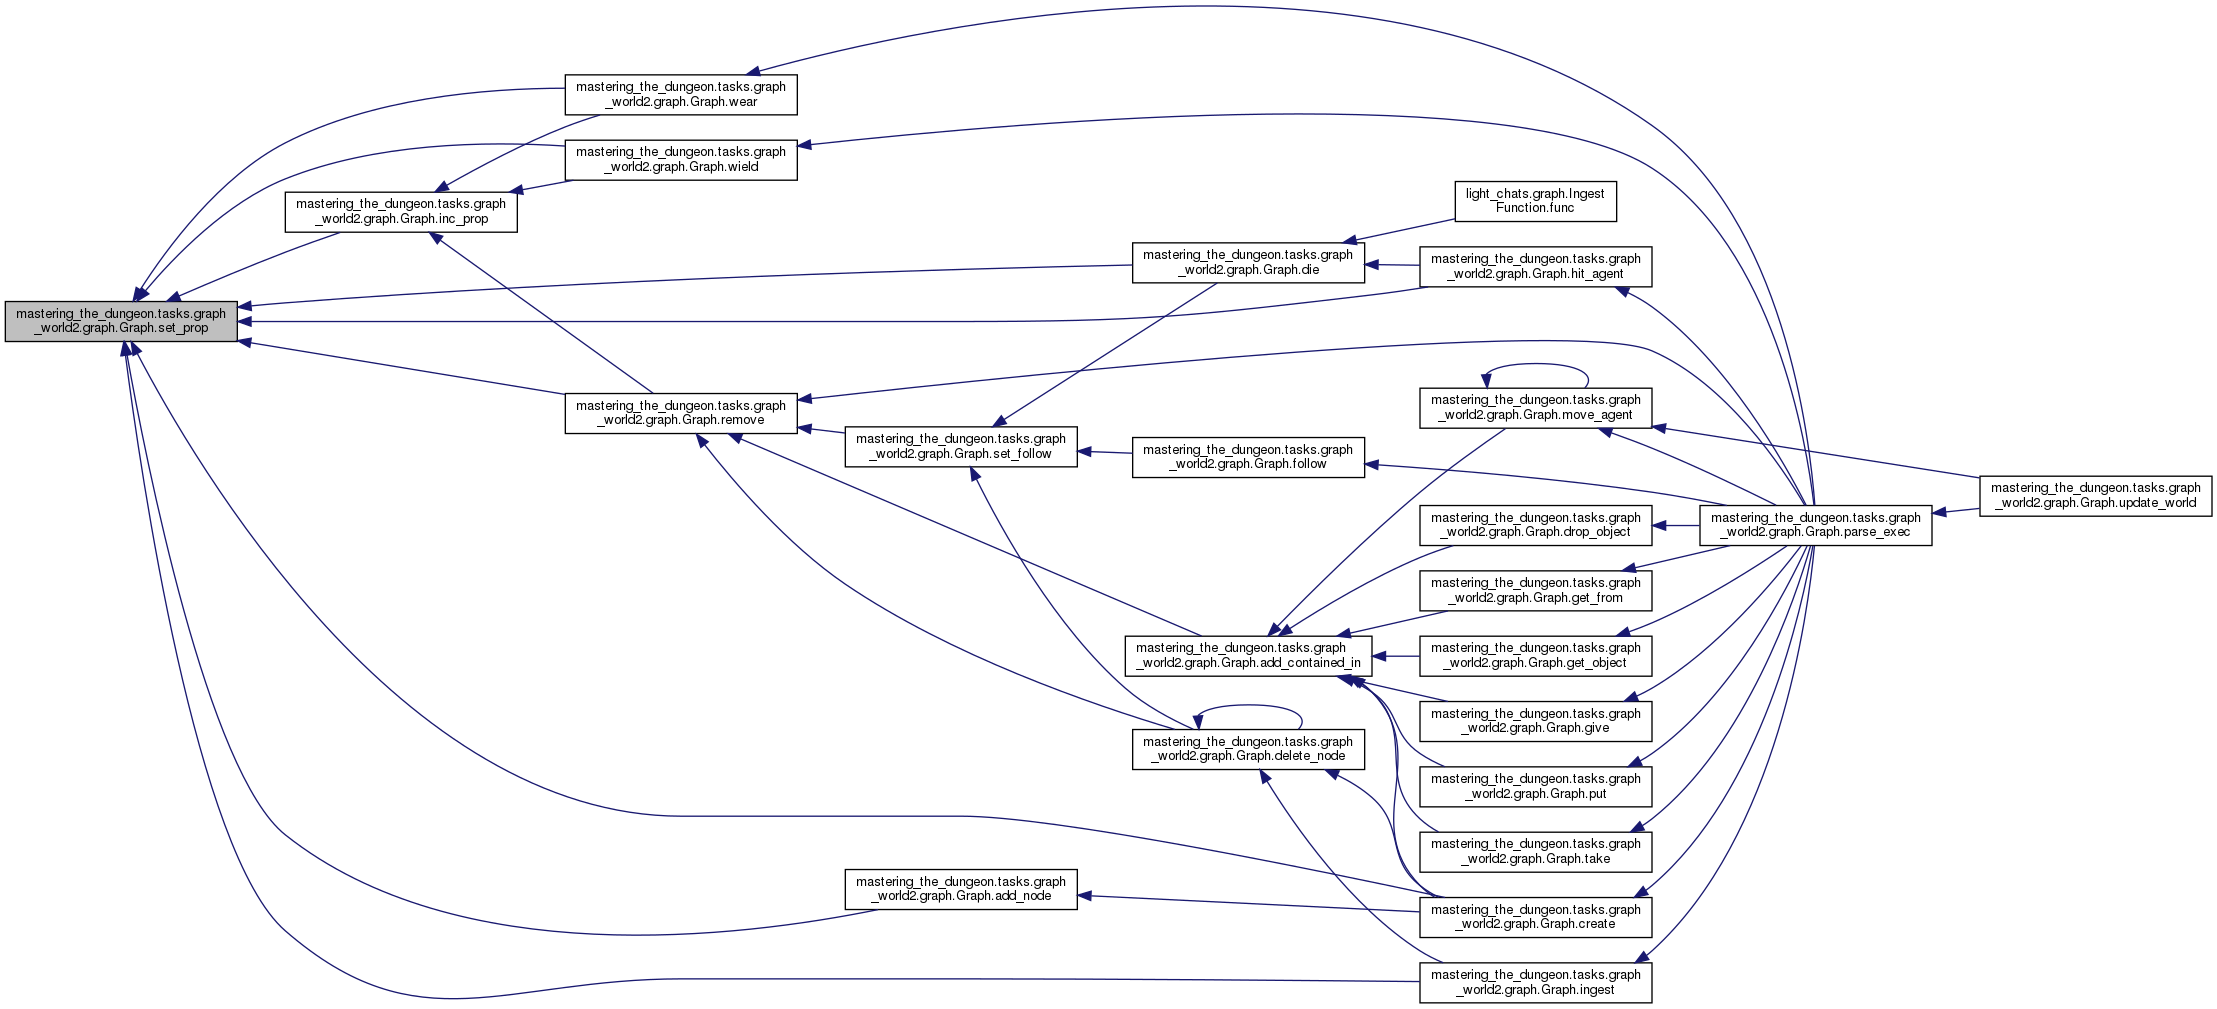 mastering_the_dungeon.tasks.graph
_world2.graph.Graph.wear
mastering_the_dungeon.tasks.graph
_world2.graph.Graph.wield
light_chats.graph.Ingest
Function.func
mastering_the_dungeon.tasks.graph
_world2.graph.Graph.inc_prop
mastering_the_dungeon.tasks.graph
_world2.graph.Graph.die
mastering_the_dungeon.tasks.graph
_world2.graph.Graph.hit_agent
mastering_the_dungeon.tasks.graph
_world2.graph.Graph.set_prop
mastering_the_dungeon.tasks.graph
_world2.graph.Graph.move_agent
mastering_the_dungeon.tasks.graph
_world2.graph.Graph.remove
mastering_the_dungeon.tasks.graph
_world2.graph.Graph.set_follow
mastering_the_dungeon.tasks.graph
_world2.graph.Graph.follow
mastering_the_dungeon.tasks.graph
_world2.graph.Graph.update_world
mastering_the_dungeon.tasks.graph
_world2.graph.Graph.drop_object
mastering_the_dungeon.tasks.graph
_world2.graph.Graph.parse_exec
mastering_the_dungeon.tasks.graph
_world2.graph.Graph.get_from
mastering_the_dungeon.tasks.graph
_world2.graph.Graph.add_contained_in
mastering_the_dungeon.tasks.graph
_world2.graph.Graph.get_object
mastering_the_dungeon.tasks.graph
_world2.graph.Graph.give
mastering_the_dungeon.tasks.graph
_world2.graph.Graph.delete_node
mastering_the_dungeon.tasks.graph
_world2.graph.Graph.put
mastering_the_dungeon.tasks.graph
_world2.graph.Graph.take
mastering_the_dungeon.tasks.graph
_world2.graph.Graph.add_node
mastering_the_dungeon.tasks.graph
_world2.graph.Graph.create
mastering_the_dungeon.tasks.graph
_world2.graph.Graph.ingest